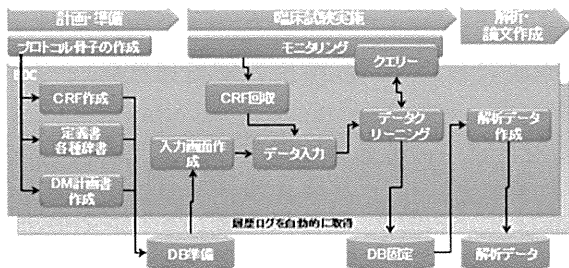 計画・準備
臨床試験実施
解析・
論文作成
プロトコル骨子の作成
モニタリング
クエリー
EDC
CRF作成
CRF回収
定義書
各種辞書
入力画面作
成
データ入力
データク
リーニング
解析データ
作成
DM計画書
作成
履歴ログを自動的に取得
DB準備
DB固定
解析データ